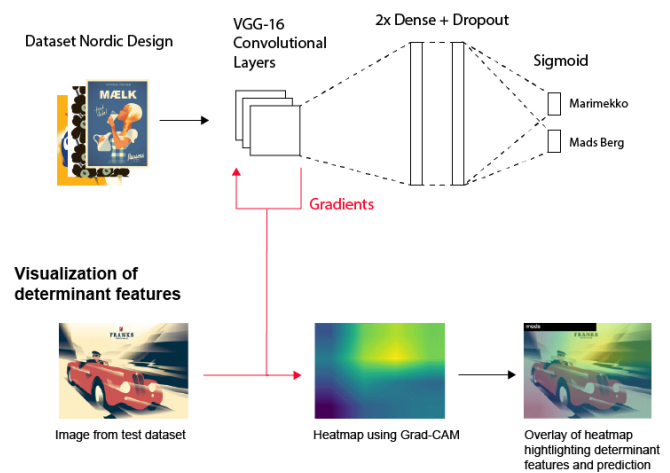 Dataset Nordic Design
VGG-16
Convolutional
Layers
2x Dense + Dropout
Sigmoid
MÆLK
Marimekko
Mads Berg
Gradients
Visualization of
determinant features
FRANKS
FRANKS
Image from test dataset
Heatmap using Grad-CAM
Overlay of heatmap
hightlighting determinant
features and prediction